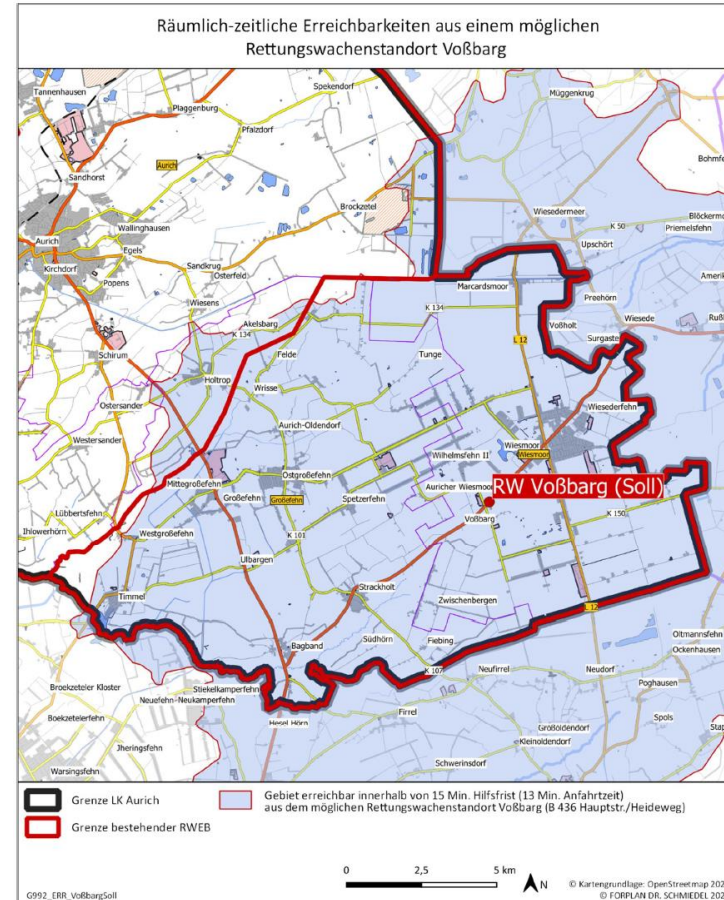 Räumlich-zeitliche Erreichbarkeiten aus einem möglichen
Rettungswachenstandort Voßbarg
Spekendorf
Tannenhausen
Müggenkrug
Plaggenburg
Pfalzdorf
Sandhorst
Aurich
Brockzetel
Wiesedermeer
K 50
Wallinghausen
Priemelsfehn
Aurich
Egels
Upschört
Kirchdorf
Sandkrug
Osterfeld
Popens
Wiesens
Marcardsmoor
Preehörn
K 134
Akelsbarg
K 134
Voßholt
Wiesede
Surgaste
L 12
Schirum
Felde
Tunge
Holtrop
Wrisse
Wiesederfehn
Ostersander
Aurich-Oldendorf
Westersander
Wiesmoor
Wilhelmsfehn II
Wiesmoor
Ostgroßefehn
Mittegroßefehn
Auricher Wiesmoor
RW Voßbarg (Soll)
Großefehn
Großefehn
Spetzerfehn
Lübbertsfehn
Voßbarg
K 150
Ihlowerhörn
Westgroßefehn
K 101
Ulbargen
Strackholt
Timmel
Zwischenbergen
L 12
Südhörn
Fiebing
Oltmannsfehn
Bagband
Ockenhausen
K 107
Neufirrel
Neudorf
Broekzeteler Kloster
Stiekelkamperfehn
Poghausen
Neuefehn-Neukamperfehn
Boekzetelerfehn
Hesel Hörn
Firrel
Spols
Großoldendorf
Jheringsfehn
Kleinoldendorf
Warsingsfehn
Schwerinsdorf
Grenze LK Aurich
Grenze bestehender RWEB
Gebiet erreichbar innerhalb von 15 Min. Hilfsfrist (13 Min. Anfahrtzeit)
aus dem möglichen Rettungswachenstandort Voßbarg (B 436 Hauptstr./Heideweg)
0 2,5 5 km
N
© Kartengrundlage: OpenStreetmap 202
© FORPLAN DR. SCHMIEDEL 202
G992_ERR_VoßbargSoll